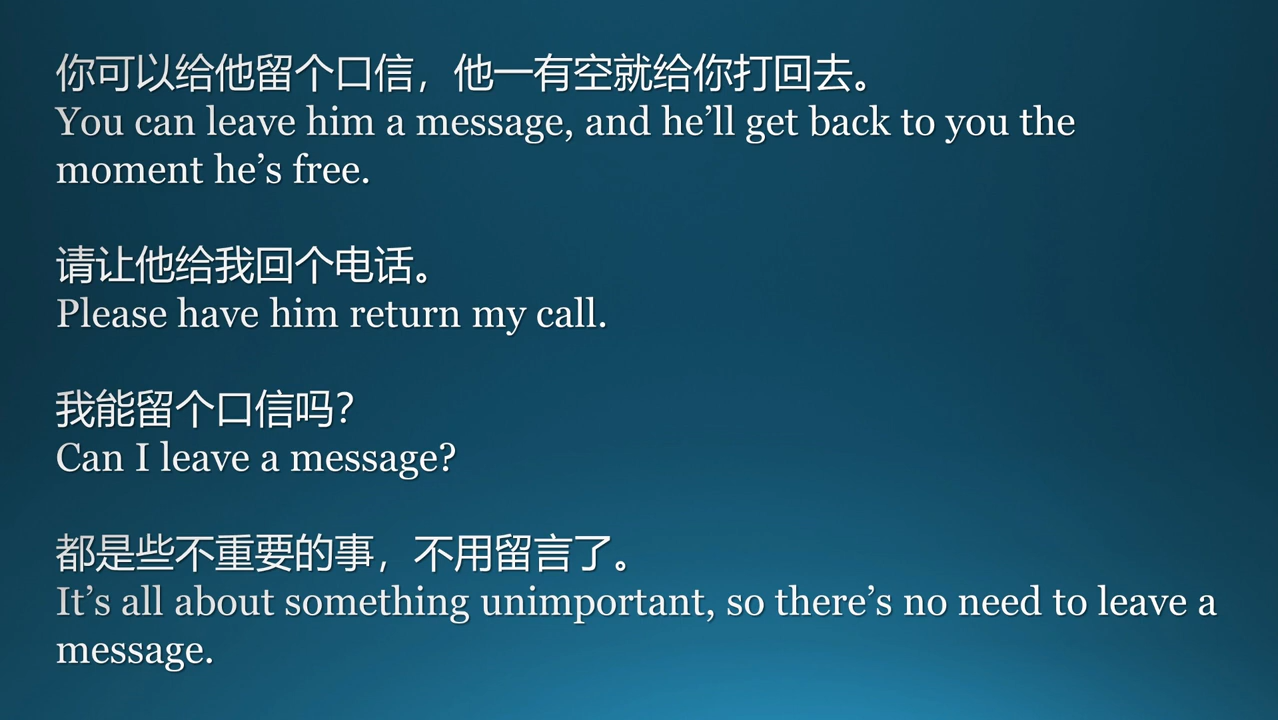 你可以给他留个口信，他一有空就给你打回去。
You can leave him a message, and he’ll get back to you the
moment he’s free.
请让他给我回个电话。
Please have him return my call.
我能留个口信吗？
Can I leave a message?
都是些不重要的事，不用留言了。
It’s all about something unimportant, so there’s no need to leave a
message.